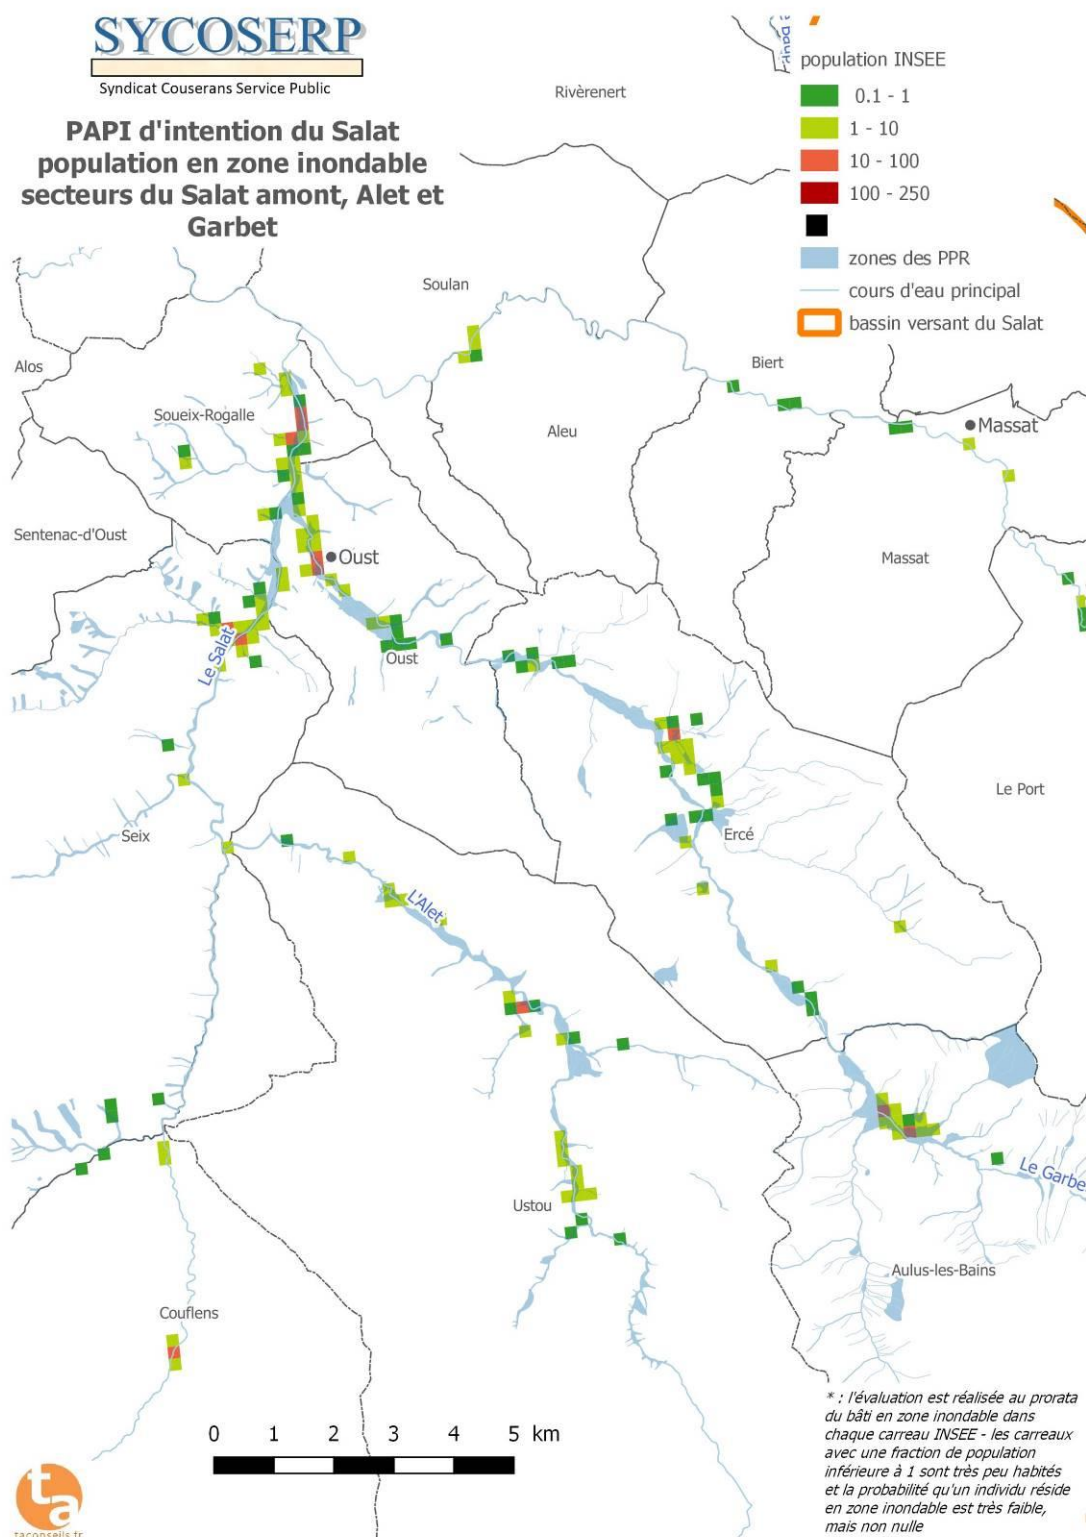 SYCOSERP
Syndicat Couserans Service Public
PAPI d'intention du Salat
population en zone inondable
secteurs du Salat amont, Alet et
Garbet
population INSEE
0.1 - 1
1 - 10
10 - 100
100 - 250
zones des PPR
cours d'eau principal
bassin versant du Salat
Rivèrenert
Soulan
Alos
Biert
Soueix-Rogalle
Aleu
Massat
Sentenac-d'Oust
Oust
Massat
Le Salat
Oust
Le Port
Seix
Ercé
L'Alet
Le Garbe
Ustou
Aulus-les-Bains
Couflens
0 1 2 3 4 5 km
* : l'évaluation est réalisée au prorata
du bâti en zone inondable dans
chaque carreau INSEE - les carreaux
avec une fraction de population
inférieure à 1 sont très peu habités
et la probabilité qu'un individu réside
en zone inondable est très faible,
mais non nulle
ta
taconseils.fr